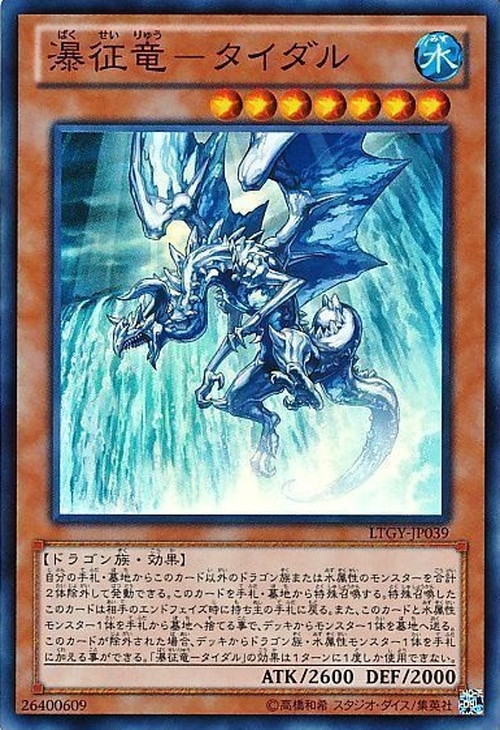 ばく せい りゅう
瀑征竜－タイダル
みず
水
LTGY-JP039
【ドラゴン族・効果】
自分の手札・墓地からこのカード以外のドラゴン族または水属性のモンスターを合計
２体除外して発動できる。このカードを手札・墓地から特殊召喚する。特殊召喚した
このカードは相手のエンドフェイズ時に持ち主の手札に戻る。また、このカードと水属性
モンスター１体を手札から墓地へ捨てる事で、デッキからモンスター１体を墓地へ送る。
このカードが除外された場合、デッキからドラゴン族・水属性モンスター１体を手札
に加える事ができる。「瀑征竜－タイダル」の効果は１ターンに１度しか使用できない。
ATK/2600 DEF/2000
26400609
©高橋和希 スタジオ・ダイス/集英社